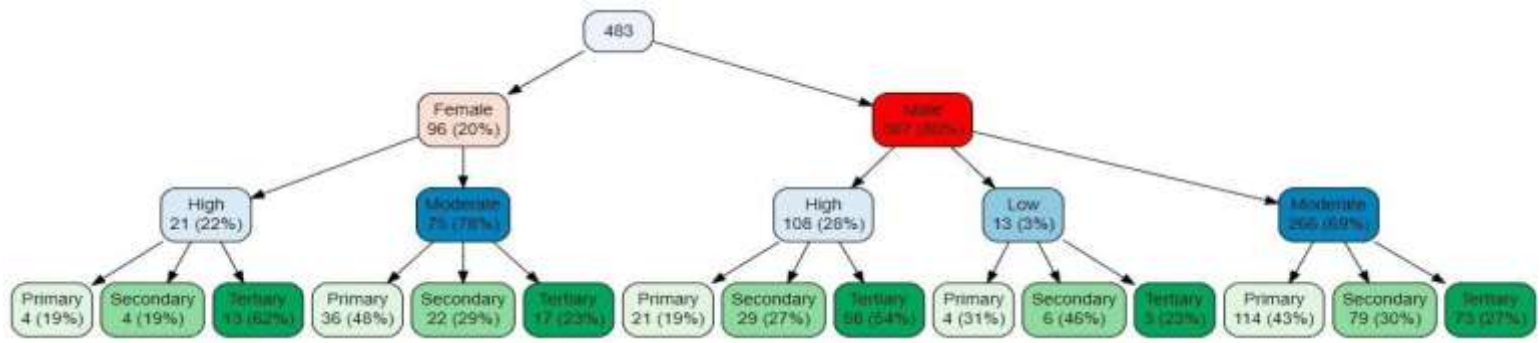 483
Female
96 (20%)
Male
387 (80%)
High
21 (22%)
Moderate
75 (78%)
High
108 (28%)
Low
13 (3%)
Moderate
266 (69%)
Primary
4 (19%)
Secondary
4 (19%)
Tertiary
13 (62%)
Primary
36 (48%)
Secondary
22 (29%)
Tertiary
17 (23%)
Primary
21 (19%)
Secondary
29 (27%)
Tertiary
58 (54%)
Primary
4 (31%)
Secondary
6 (46%)
Tertiary
3 (23%)
Primary
114 (43%)
Secondary
79 (30%)
Tertiary
73 (27%)